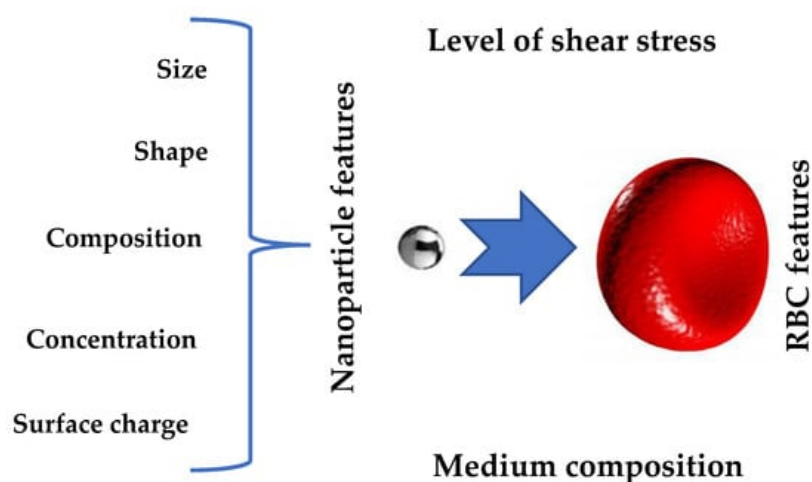 Size
Shape
Composition
Concentration
Surface charge
Nanoparticle features
Level of shear stress
RBC features
Medium composition